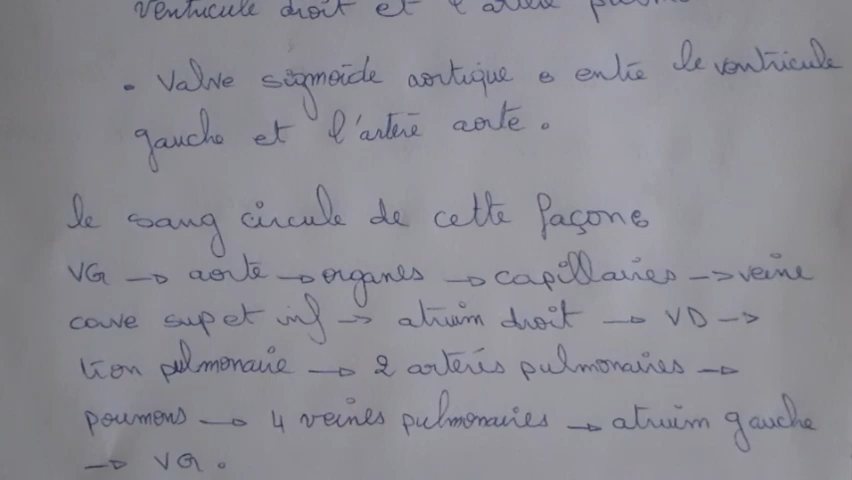 ventricule droit et l'artère
• Valve sigmoïde aortique : entre le ventricule
gauche et l'artère aorte.
le sang circule de cette façon :
VG → aorte → organes → capillaires → veine
cave sup et inf → atruim droit → VD →
tron pulmonaire → 2 artères pulmonaires →
poumons → 4 veines pulmonaires → atruim gauche
→ VG.